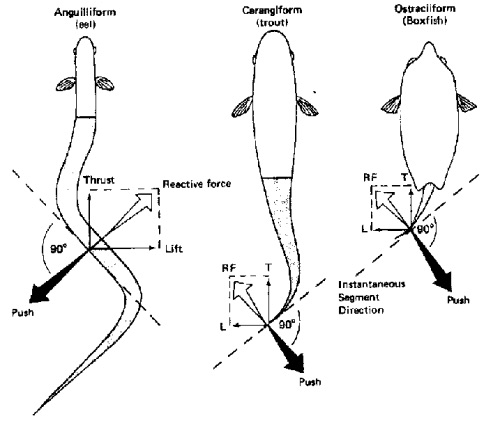 Anguilliform
(eel)
Carangiform
(trout)
Ostraciiform
(Boxfish)
Thrust
Reactive force
90°
Lift
Push
RF
T
L
90°
Push
RF
T
L
90°
Push
Instantaneous
Segment
Direction